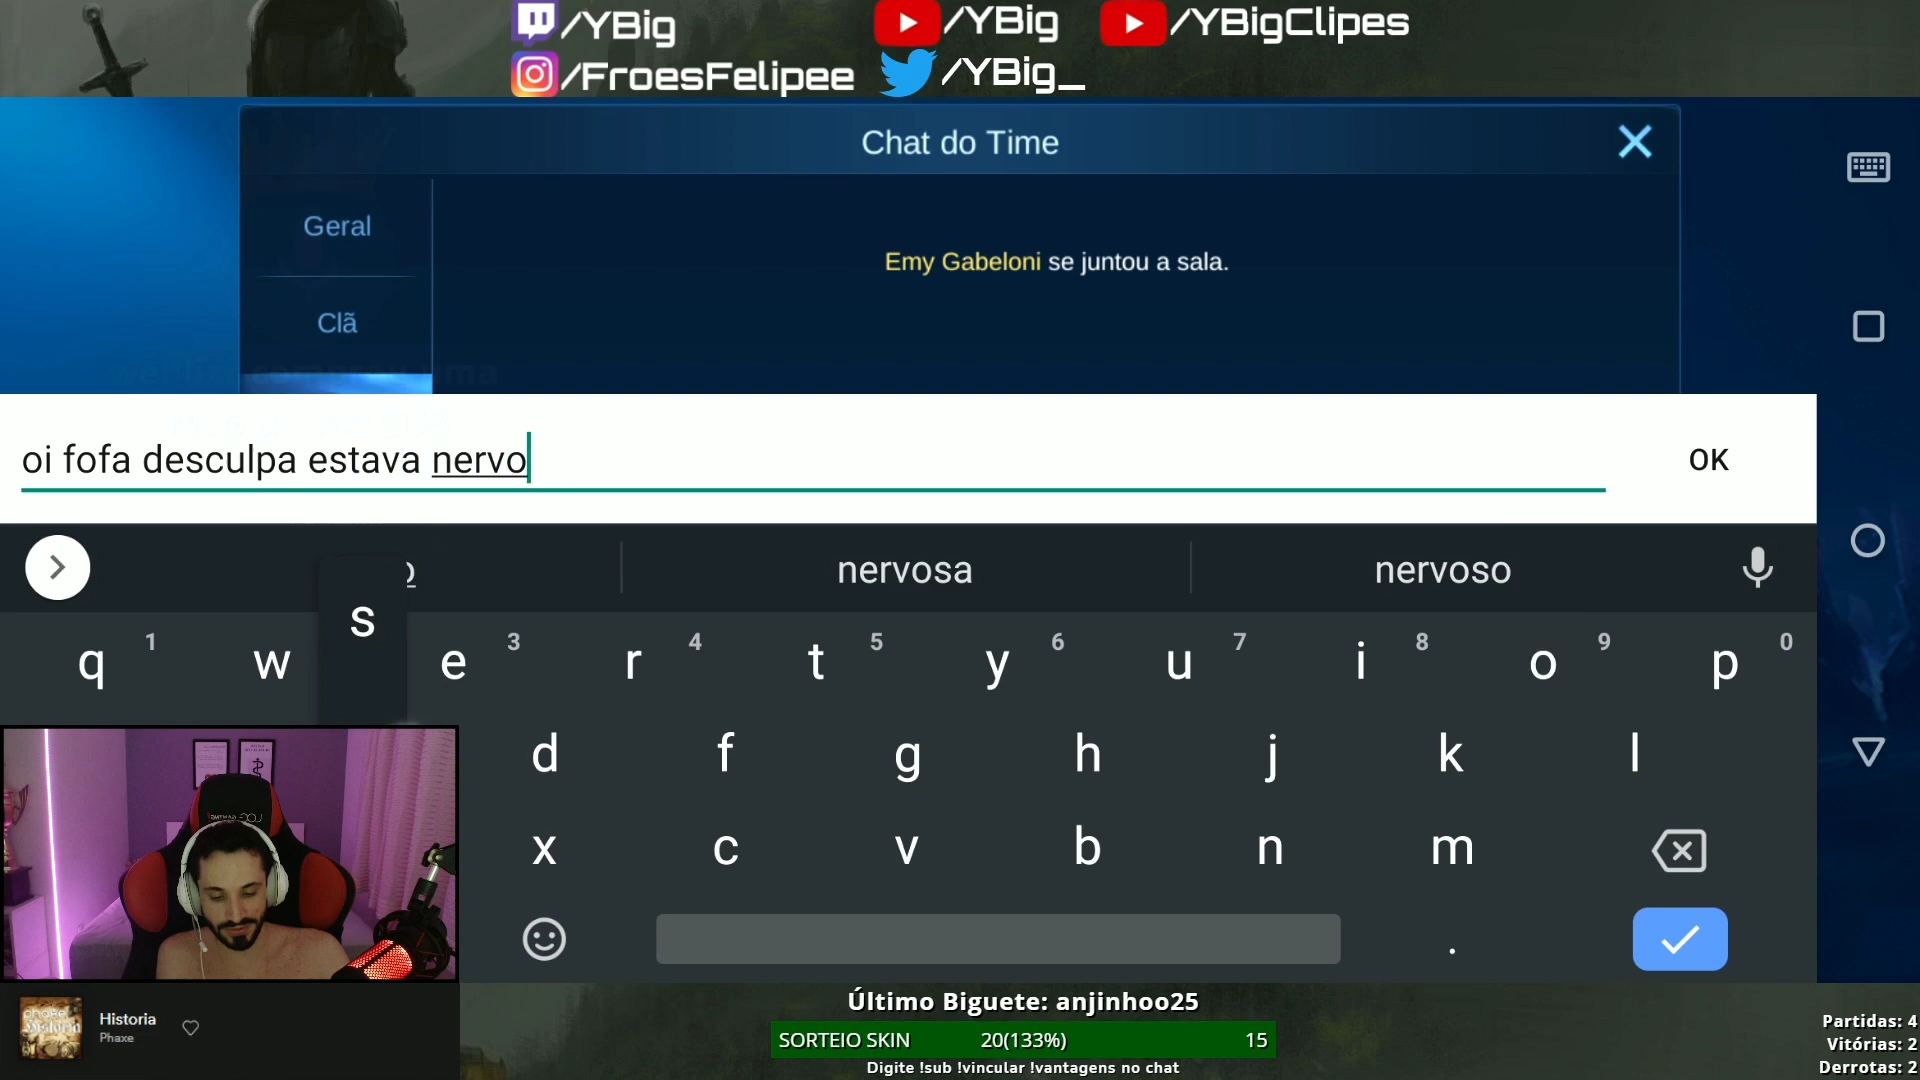 /YBig /YBig /YBigClipes
/FroesFelipee /YBig_
Chat do Time
Geral
Emy Gabeloni se juntou a sala.
Clã
oi fofa desculpa estava nervo
OK
nervosa nervoso
s
1 3 4 5 6 7 8 9 0
q w e r t y u i o p
d f g h j k l
x c v b n m
.
Historia
Phaxe
Último Biguete: anjinhoo25
SORTEIO SKIN 20(133%) 15
Digite !sub !vincular !vantagens no chat
Partidas: 4
Vitórias: 2
Derrotas: 2